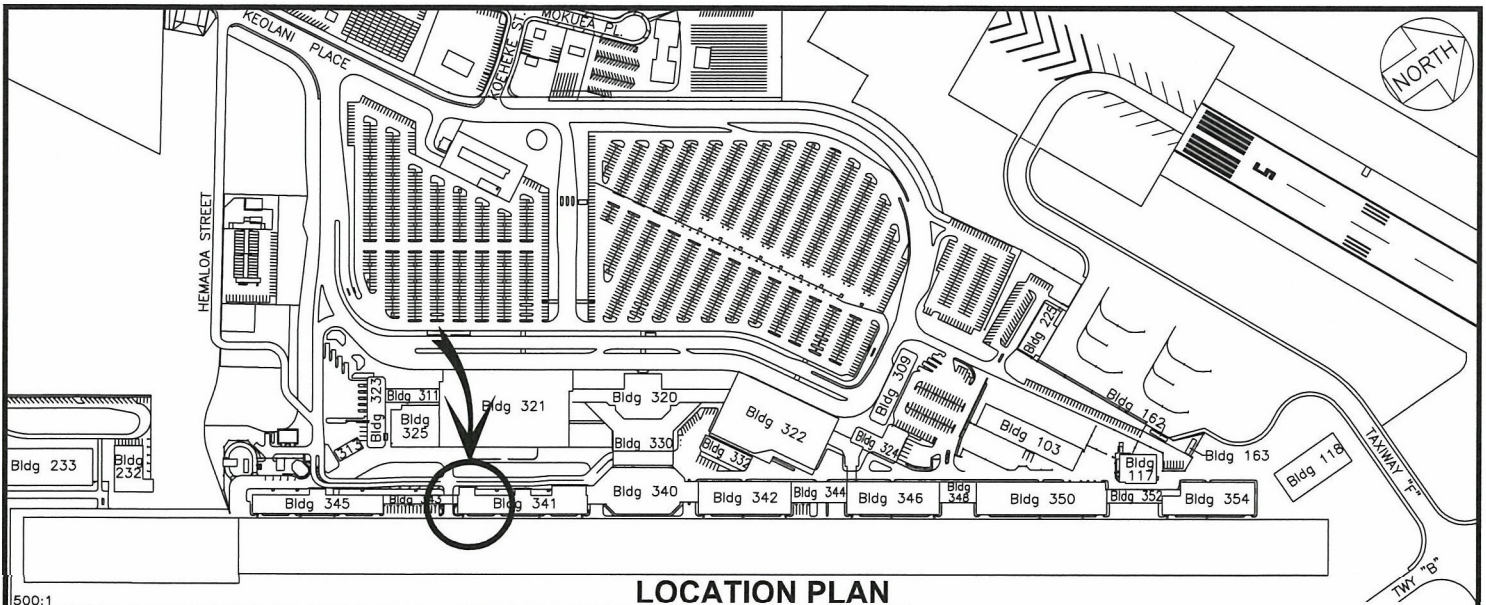 KEOLANI PLACE
KOEHEKE ST.
MOKUEA PL.
NORTH
5
HEMALOA STREET
Bldg 223
Bldg 309
Bldg 323
Bldg 311
Bldg 321
Bldg 320
Bldg 325
Bldg 162
Bldg 322
Bldg 103
Bldg 330
Bldg 324
313
Bldg 332
Bldg 163
TAXIWAY "F"
Bldg 233
Bldg 232
Bldg 117
Bldg 118
Bldg 345
Bldg 341
Bldg 340
Bldg 342
Bldg 344
Bldg 346
Bldg 348
Bldg 350
Bldg 352
Bldg 354
TWY "B"
LOCATION PLAN
500:1